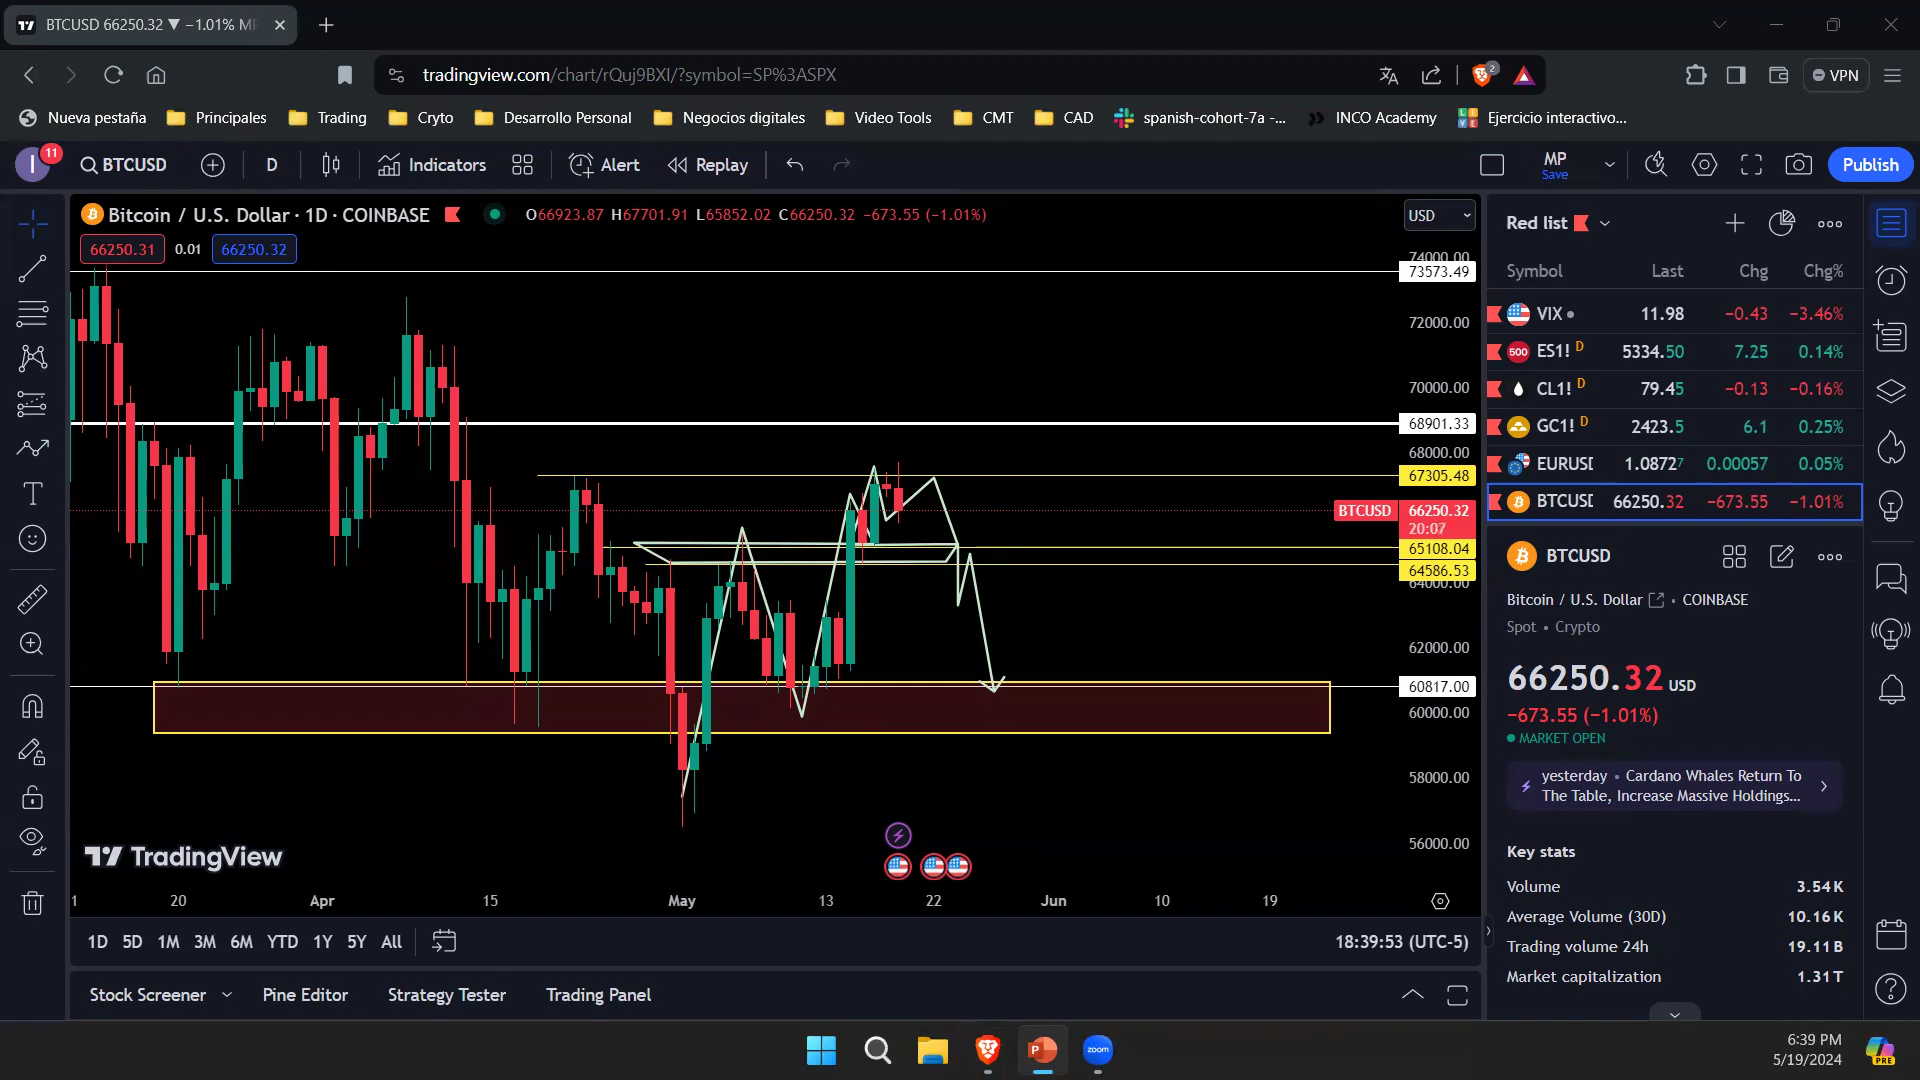 BTCUSD 66250.32 ▼ −1.01% MP
tradingview.com/chart/rQuj9BXI/?symbol=SP%3ASPX
2
VPN
Nueva pestaña
Principales
Trading
Cryto
Desarrollo Personal
Negocios digitales
Video Tools
CMT
CAD
spanish-cohort-7a -...
INCO Academy
Ejercicio interactivo...
I
11
BTCUSD
D
Indicators
Alert
Replay
MP
Save
Publish
Bitcoin / U.S. Dollar · 1D · COINBASE
O66923.87 H67701.91 L65852.02 C66250.32 −673.55 (−1.01%)
66250.31
0.01
66250.32
USD
74000.00
73573.49
72000.00
70000.00
68901.33
68000.00
67305.48
BTCUSD
66250.32
20:07
65108.04
64586.53
64000.00
62000.00
60817.00
60000.00
58000.00
56000.00
TradingView
1
20
Apr
15
May
13
22
Jun
10
19
1D
5D
1M
3M
6M
YTD
1Y
5Y
All
18:39:53 (UTC-5)
Stock Screener
Pine Editor
Strategy Tester
Trading Panel
Red list
Symbol Last Chg Chg%
VIX 11.98 −0.43 −3.46%
500 ES1! D 5334.50 7.25 0.14%
CL1! D 79.45 −0.13 −0.16%
GC1! D 2423.5 6.1 0.25%
EURUSD 1.08727 0.00057 0.05%
BTCUSD 66250.32 −673.55 −1.01%
BTCUSD
Bitcoin / U.S. Dollar • COINBASE
Spot • Crypto
66250.32 USD
−673.55 (−1.01%)
MARKET OPEN
yesterday • Cardano Whales Return To
The Table, Increase Massive Holdings...
Key stats
Volume 3.54K
Average Volume (30D) 10.16K
Trading volume 24h 19.11B
Market capitalization 1.31T
P
zoom
6:39 PM
5/19/2024
PRE